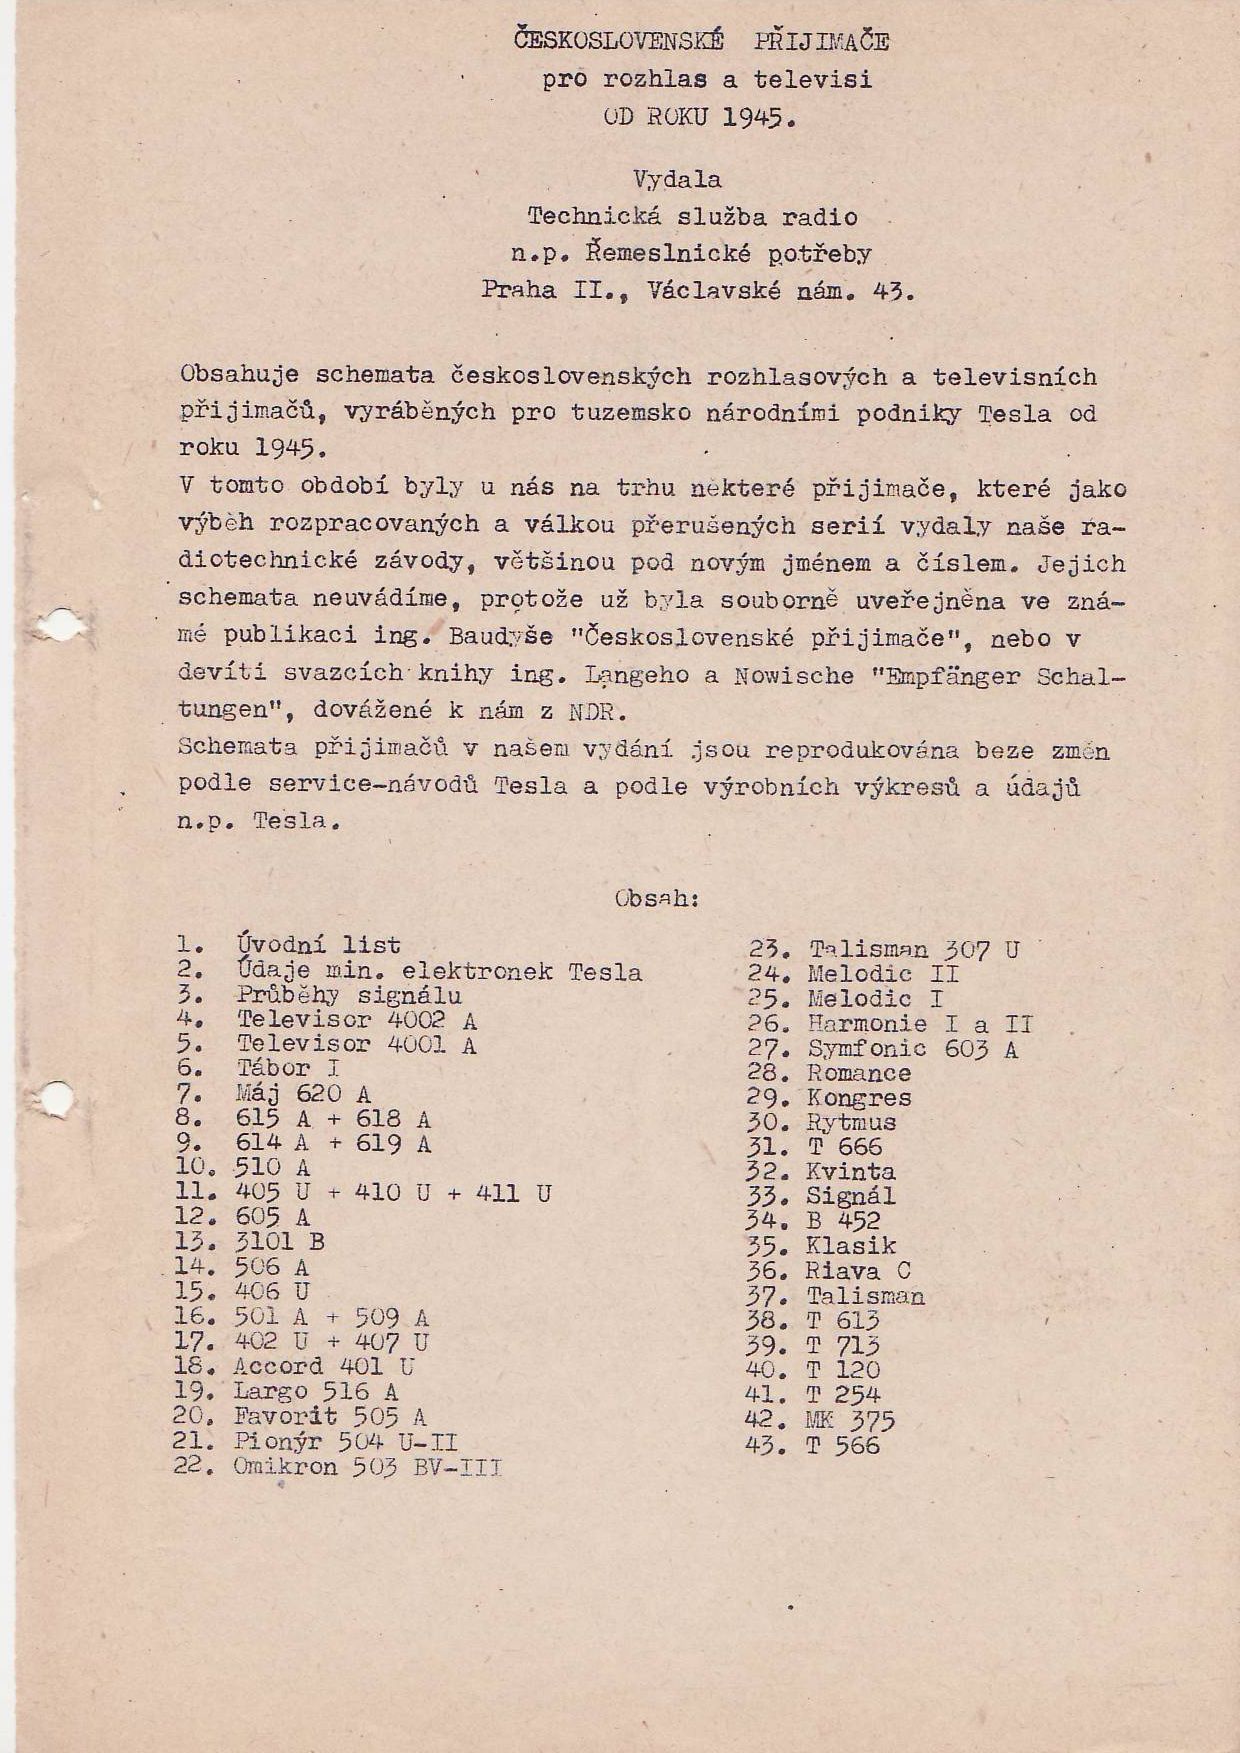 ČESKOSLOVENSKÉ PŘIJIMAČE
pro rozhlas a televisi
OD ROKU 1945.
Vydala
Technická služba radio
n.p. Řemeslnické potřeby
Praha II., Václavské nám. 43.
Obsahuje schemata československých rozhlasových a televisních
přijimačů, vyráběných pro tuzemsko národními podniky Tesla od
roku 1945.
V tomto období byly u nás na trhu některé přijimače, které jako
výběh rozpracovaných a válkou přerušených serií vydaly naše ra-
diotechnické závody, většinou pod novým jménem a číslem. Jejich
schemata neuvádíme, protože už byla souborně uveřejněna ve zná-
mé publikaci ing. Baudyše "Československé přijimače", nebo v
devíti svazcích knihy ing. Langeho a Nowische "Empfänger Schal-
tungen", dovážené k nám z NDR.
Schemata přijimačů v našem vydání jsou reprodukována beze změn
podle service-návodů Tesla a podle výrobních výkresů a údajů
n.p. Tesla.
Obsah:
1. Úvodní list
2. Údaje min. elektronek Tesla
3. Průběhy signálu
4. Televisor 4002 A
5. Televisor 4001 A
6. Tábor I
7. Máj 620 A
8. 615 A + 618 A
9. 614 A + 619 A
10. 510 A
11. 405 U + 410 U + 411 U
12. 605 A
13. 3101 B
14. 506 A
15. 406 U
16. 501 A + 509 A
17. 402 U + 407 U
18. Accord 401 U
19. Largo 516 A
20. Favorit 505 A
21. Pionýr 504 U-II
22. Omikron 503 BV-III
23. Talisman 307 U
24. Melodic II
25. Melodic I
26. Harmonie I a II
27. Symfonic 603 A
28. Romance
29. Kongres
30. Rytmus
31. T 666
32. Kvinta
33. Signál
34. B 452
35. Klasik
36. Riava C
37. Talisman
38. T 613
39. T 713
40. T 120
41. T 254
42. MK 375
43. T 566